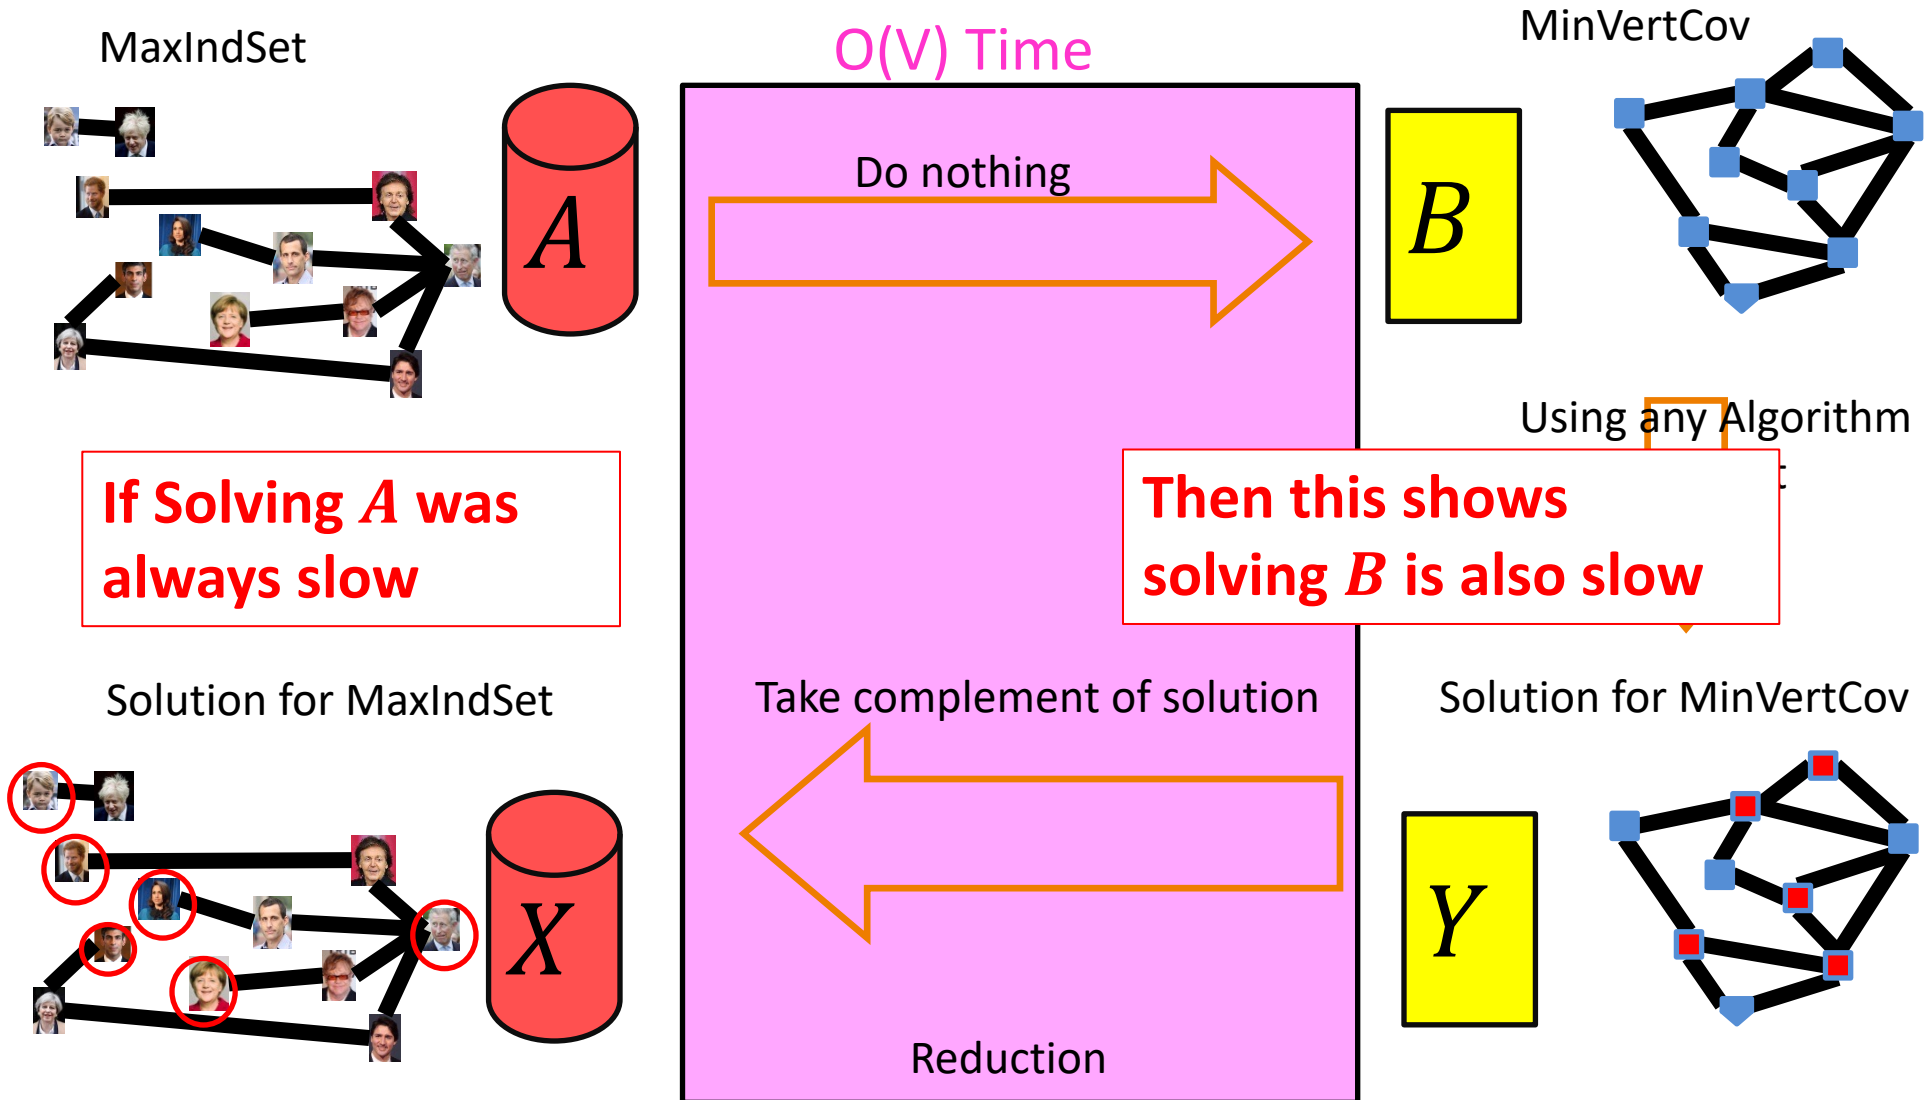 MaxIndSet
O(V) Time
MinVertCov
A
Do nothing
B
Using any Algorithm
If Solving A was
always slow
Then this shows
solving B is also slow
Solution for MaxIndSet
Take complement of solution
Solution for MinVertCov
X
Y
Reduction